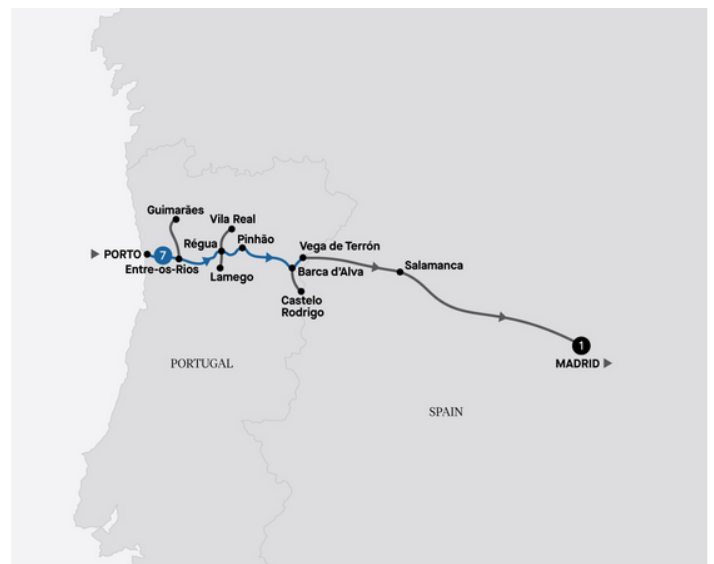 Guimarães
Vila Real
Régua
Pinhão
PORTO
7
Entre-os-Rios
Lamego
Vega de Terrón
Barca d'Alva
Salamanca
Castelo
Rodrigo
1
MADRID
PORTUGAL
SPAIN